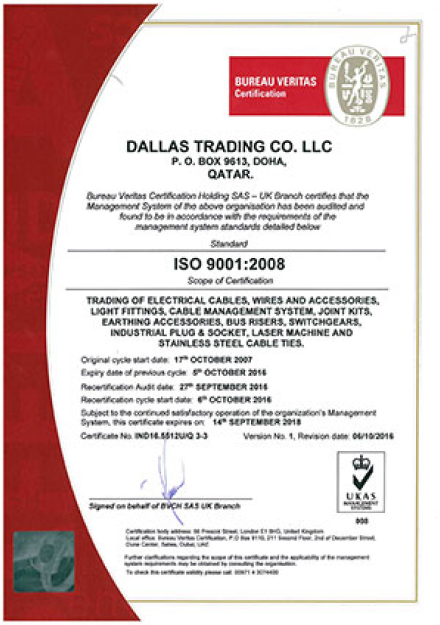 BUREAU VERITAS
Certification
BUREAU VERITAS
1828
DALLAS TRADING CO. LLC
P. O. BOX 9613, DOHA,
QATAR.
Bureau Veritas Certification Holding SAS – UK Branch certifies that the
Management System of the above organisation has been audited and
found to be in accordance with the requirements of the
management system standards detailed below
Standard
ISO 9001:2008
Scope of Certification
TRADING OF ELECTRICAL CABLES, WIRES AND ACCESSORIES,
LIGHT FITTINGS, CABLE MANAGEMENT SYSTEM, JOINT KITS,
EARTHING ACCESSORIES, BUS RISERS, SWITCHGEARS,
INDUSTRIAL PLUG & SOCKET, LASER MACHINE AND
STAINLESS STEEL CABLE TIES.
Original cycle start date: 17th OCTOBER 2007
Expiry date of previous cycle: 5th OCTOBER 2016
Recertification Audit date: 27th SEPTEMBER 2016
Recertification cycle start date: 6th OCTOBER 2016
Subject to the continued satisfactory operation of the organization's Management
System, this certificate expires on: 14th SEPTEMBER 2018
Certificate No. IND16.5512U/Q 3-3 Version No. 1, Revision date: 06/10/2016
Signed on behalf of BVCH SAS UK Branch
UKAS
MANAGEMENT
SYSTEMS
008
Certification body address: 66 Prescot Street, London E1 8HG, United Kingdom
Local office: Bureau Veritas Certification, P.O Box 9110, 211 Second Floor, 2nd of December Street,
Dune Center, Satwa, Dubai, UAE
Further clarifications regarding the scope of this certificate and the applicability of the management
system requirements may be obtained by consulting the organisation.
To check this certificate validity please call: 00971 4 3074400